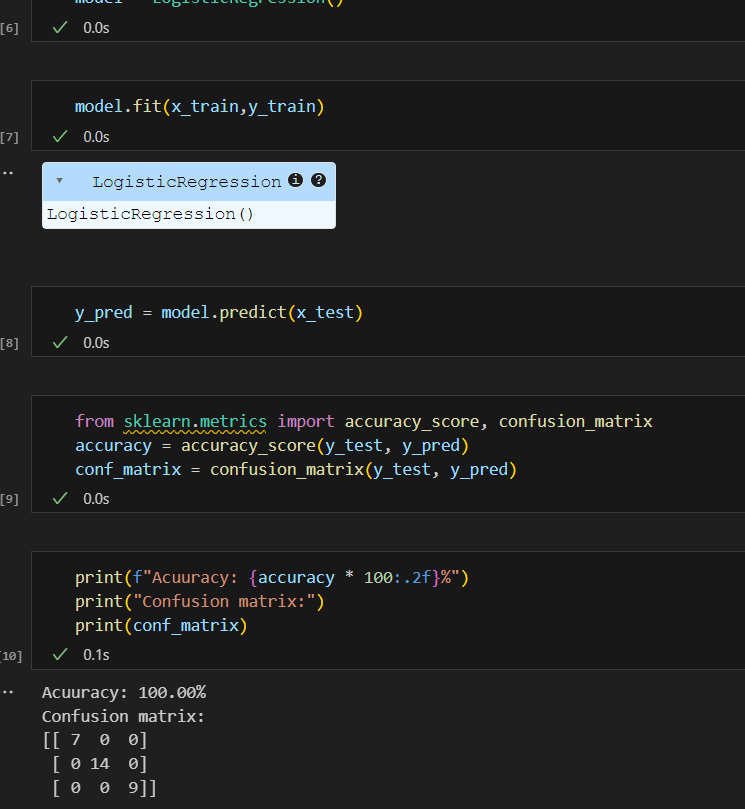 model = LogisticRegression()
[6] 0.0s
model.fit(x_train,y_train)
[7] 0.0s
LogisticRegression
LogisticRegression()
y_pred = model.predict(x_test)
[8] 0.0s
from sklearn.metrics import accuracy_score, confusion_matrix
accuracy = accuracy_score(y_test, y_pred)
conf_matrix = confusion_matrix(y_test, y_pred)
[9] 0.0s
print(f"Acuuracy: {accuracy * 100:.2f}%")
print("Confusion matrix:")
print(conf_matrix)
[10] 0.1s
Acuuracy: 100.00%
Confusion matrix:
[[ 7  0  0]
 [ 0 14  0]
 [ 0  0  9]]